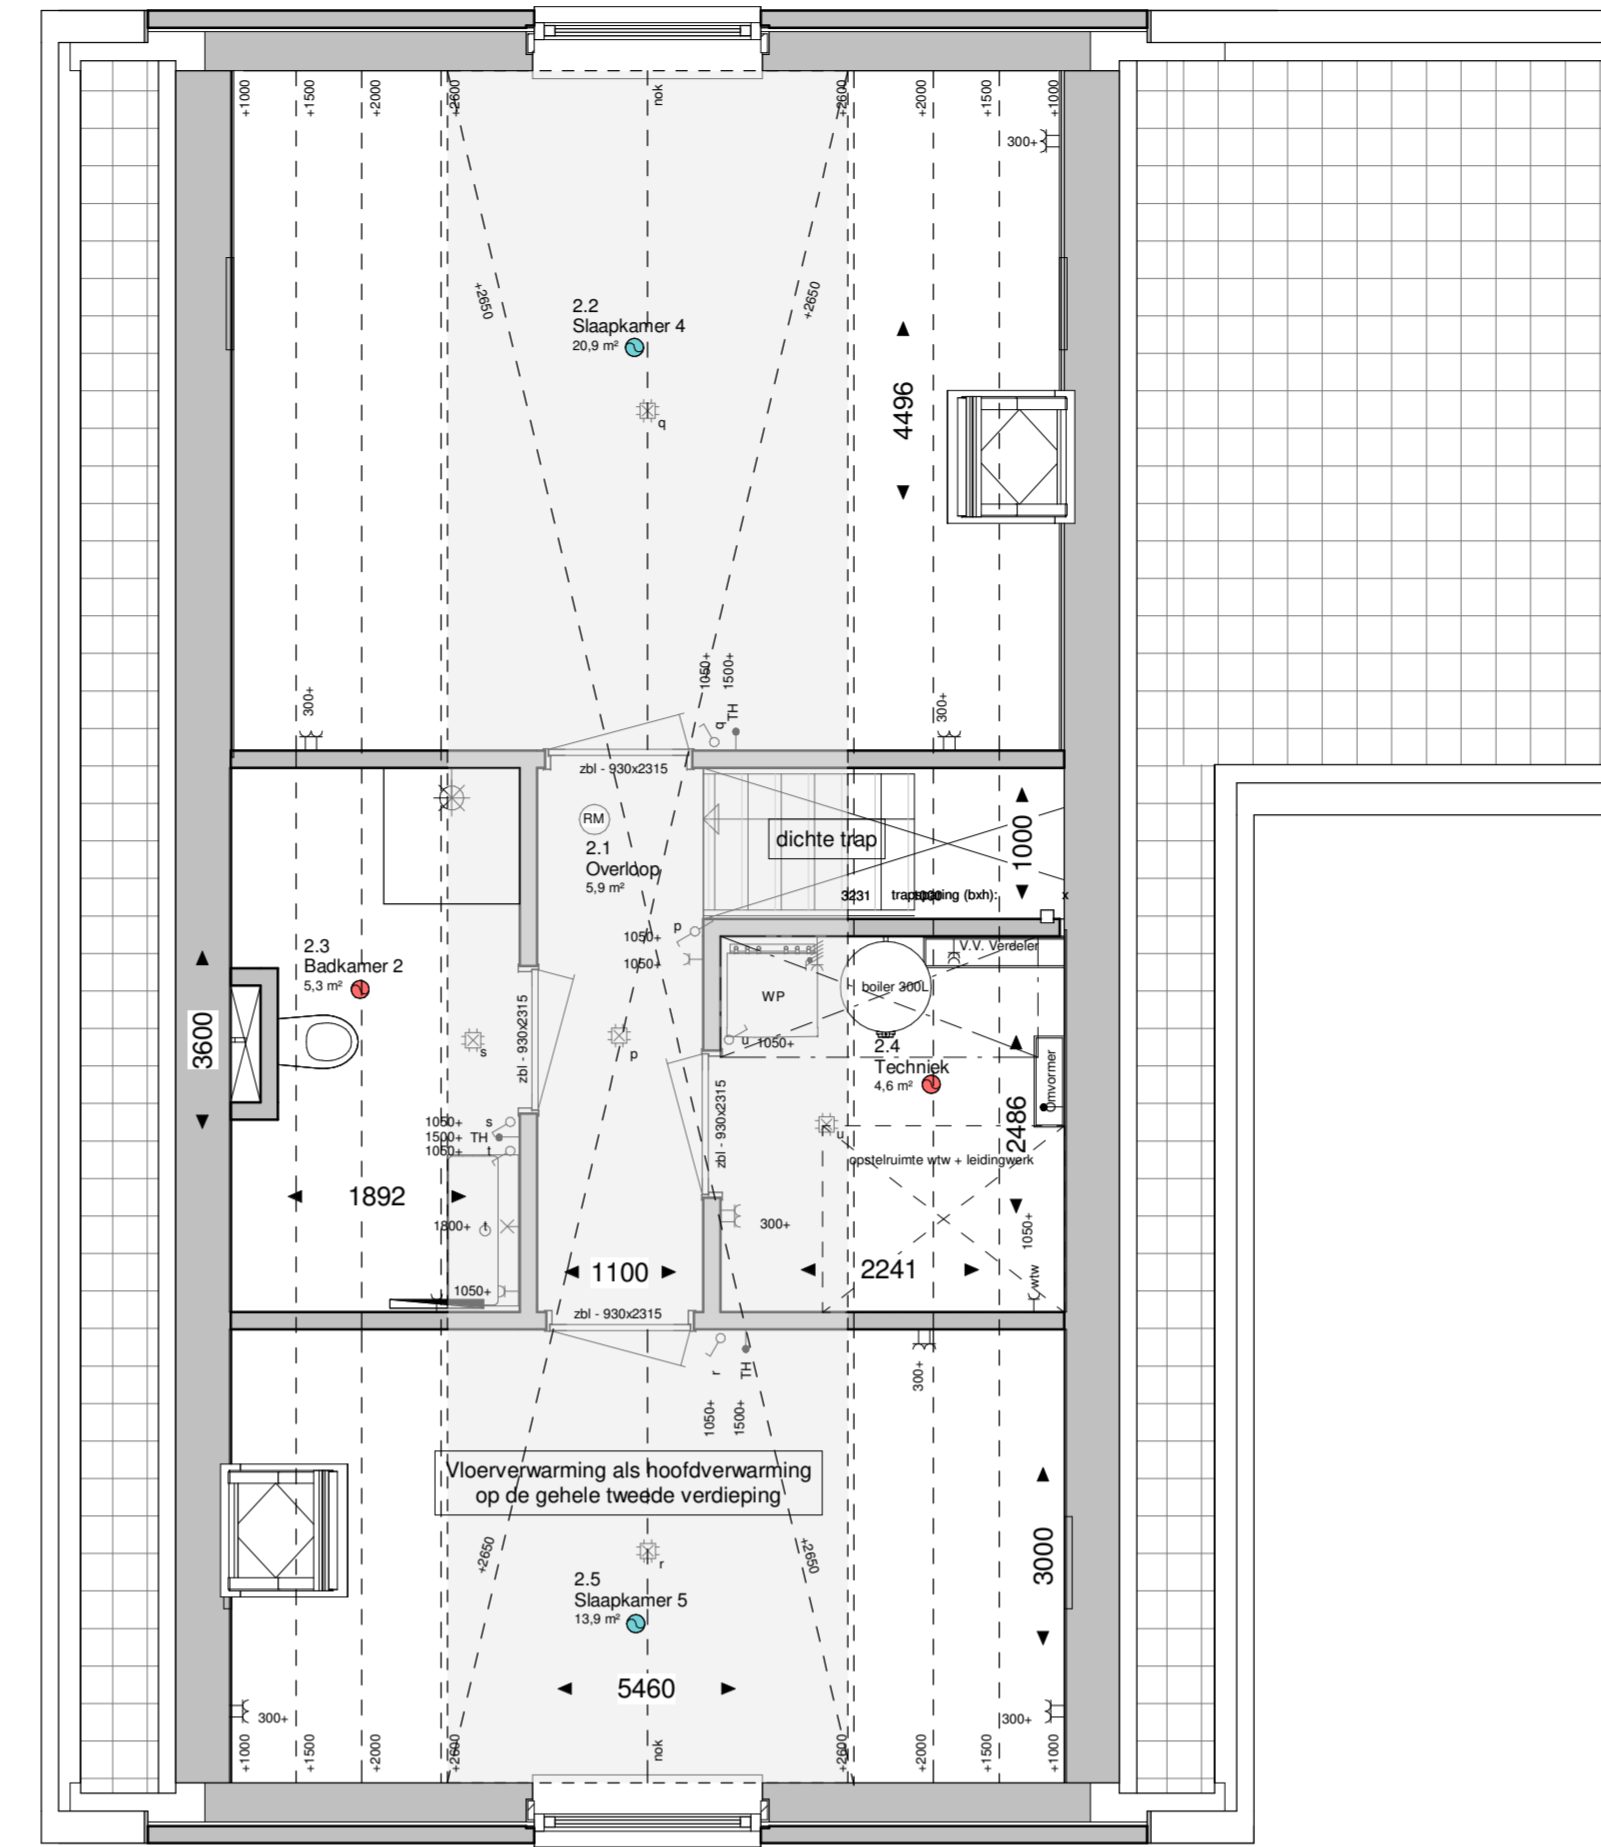 +1000
+1500
+2000
+2600
nok
+2600
+2000
+1500
+1000
300+
+2650
+2650
2.2
Slaapkamer 4
20,9 m²
4496
q
1050+
1500+
300+
300+
q
TH
zbl - 930x2315
RM
2.1
Overloop
5,9 m²
dichte trap
1000
3231
trapsparing (bxh):
x
p
1050+
1050+
2.3
Badkamer 2
5,3 m²
3600
V.V. Verdeler
WP
boiler 300L
zbl - 930x2315
s
p
u
1050+
2.4
Techniek
4,6 m²
Omvormer
zbl - 930x2315
2486
u
1050+ s
1500+ TH
1050+ t
opstelruimte wtw + leidingwerk
1892
1800+ t
300+
1050+
1100
2241
wtw
1050+
zbl - 930x2315
r
TH
300+
1050+
1500+
Vloerverwarming als hoofdverwarming
op de gehele tweede verdieping
3000
+2650
+2650
r
2.5
Slaapkamer 5
13,9 m²
5460
300+
300+
+1000
+1500
+2000
+2600
nok
+2600
+2000
+1500
+1000